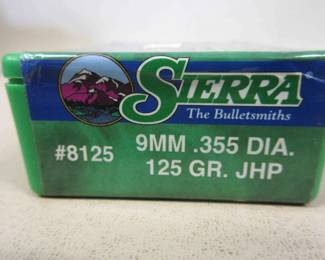 SIERRA
The Bulletsmiths
#8125
9MM .355 DIA.
125 GR. JHP